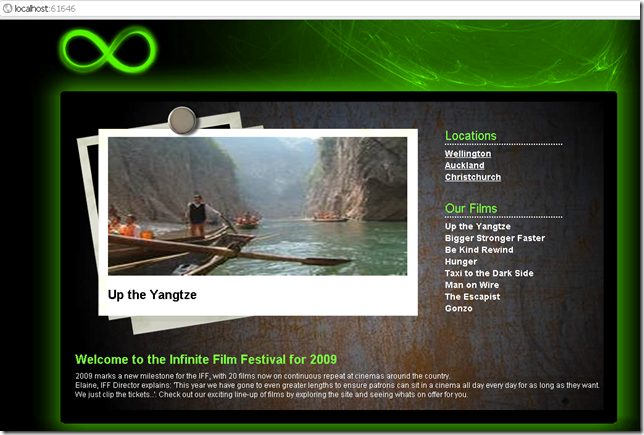 localhost:61646
Locations
Wellington
Auckland
Christchurch
Our Films
Up the Yangtze
Bigger Stronger Faster
Be Kind Rewind
Hunger
Taxi to the Dark Side
Man on Wire
The Escapist
Gonzo
Up the Yangtze
Welcome to the Infinite Film Festival for 2009
2009 marks a new milestone for the IFF, with 20 films now on continuous repeat at cinemas around the country.
Elaine, IFF Director explains: 'This year we have gone to even greater lengths to ensure patrons can sit in a cinema all day every day for as long as they want.
We just clip the tickets..'. Check out our exciting line-up of films by exploring the site and seeing whats on offer for you.